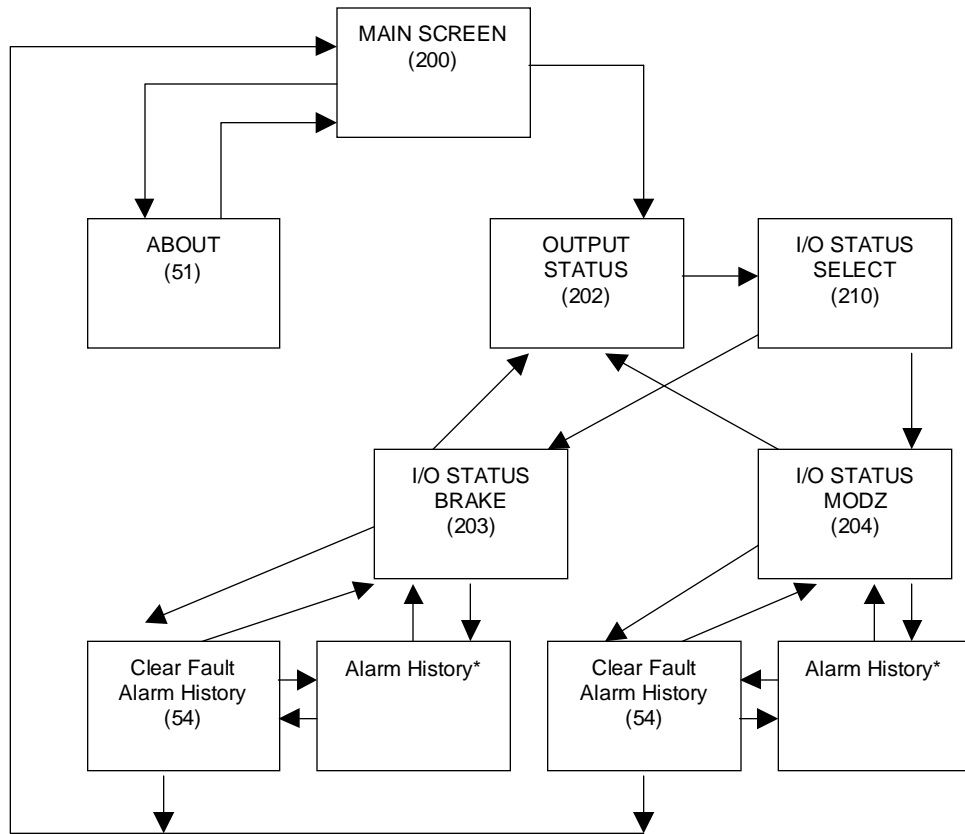 MAIN SCREEN
(200)
ABOUT
(51)
OUTPUT
STATUS
(202)
I/O STATUS
SELECT
(210)
I/O STATUS
BRAKE
(203)
I/O STATUS
MODZ
(204)
Clear Fault
Alarm History
(54)
Alarm History*
Clear Fault
Alarm History
(54)
Alarm History*